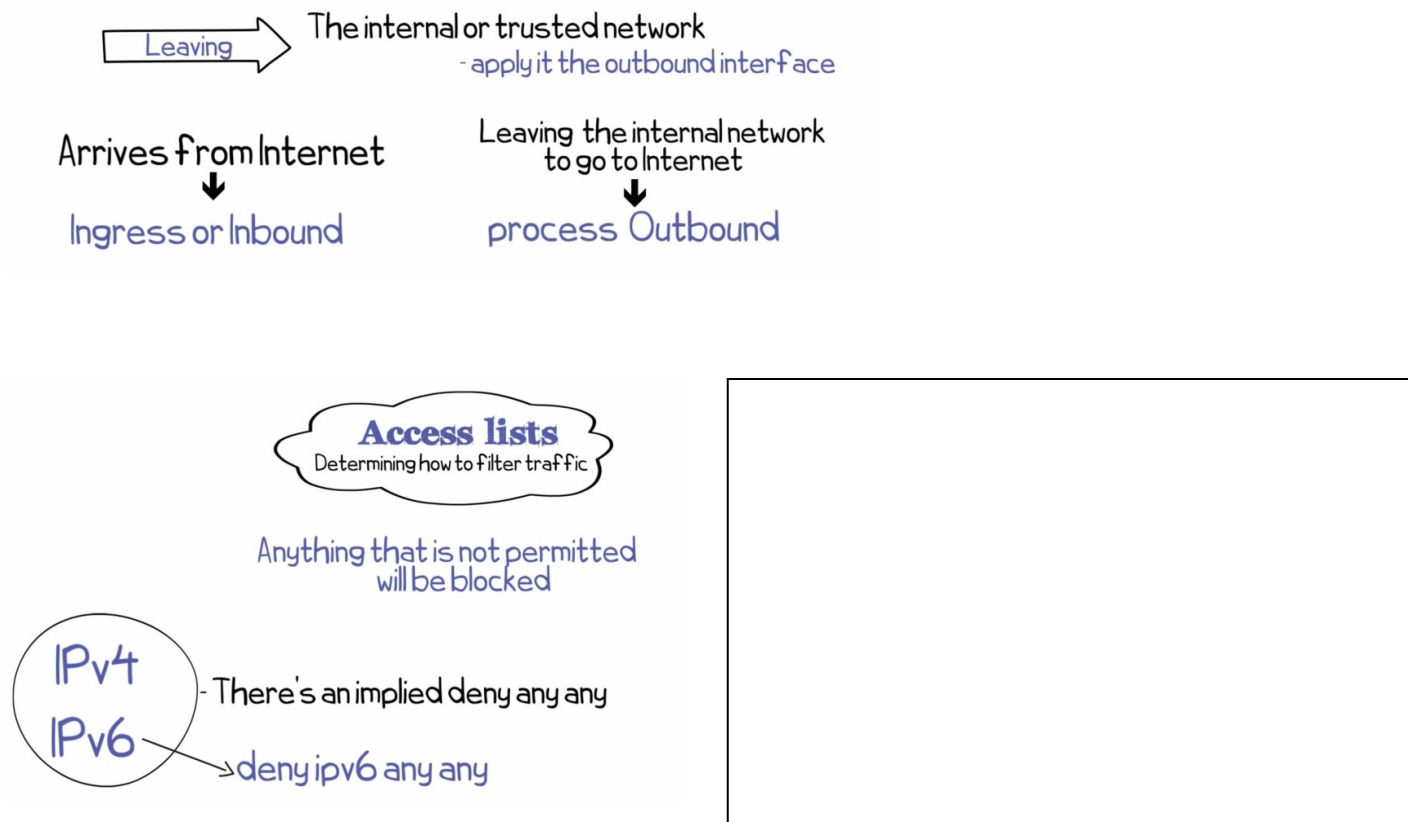 Leaving
The internal or trusted network
- apply it the outbound interface
Arrives from Internet
Ingress or Inbound
Leaving the internal network
to go to Internet
process Outbound
Access lists
Determining how to filter traffic
Anything that is not permitted
will be blocked
IPv4
IPv6
- There's an implied deny any any
deny ipv6 any any